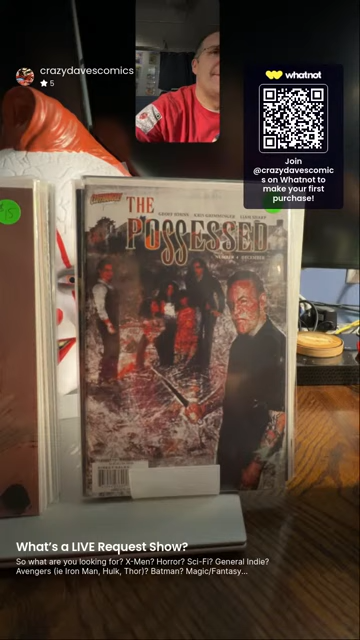 crazydavescomics
★ 5
whatnot
Join
@crazydavescomic
s on Whatnot to
make your first
purchase!
THE
POSSESSED
What's a LIVE Request Show?
So what are you looking for? X-Men? Horror? Sci-Fi? General Indie?
Avengers (ie Iron Man, Hulk, Thor)? Batman? Magic/Fantasy...